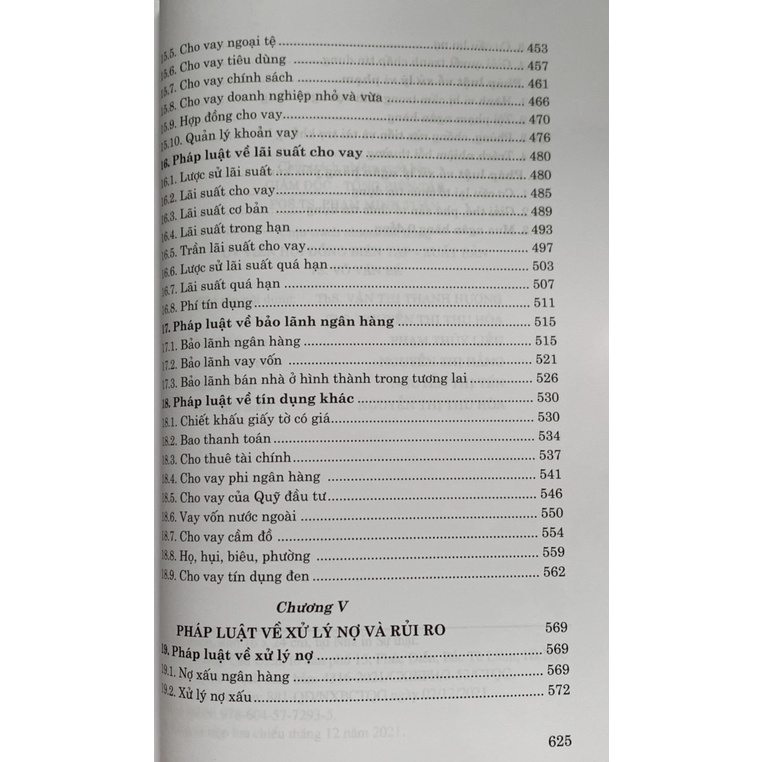 15.5. Cho vay ngoại tệ 453
15.6. Cho vay tiêu dùng 457
15.7. Cho vay chính sách 461
15.8. Cho vay doanh nghiệp nhỏ và vừa 466
15.9. Hợp đồng cho vay 470
15.10. Quản lý khoản vay 476
16. Pháp luật về lãi suất cho vay 480
16.1. Lược sử lãi suất 480
16.2. Lãi suất cho vay 485
16.3. Lãi suất cơ bản 489
16.4. Lãi suất trong hạn 493
16.5. Trần lãi suất cho vay 497
16.6. Lược sử lãi suất quá hạn 503
16.7. Lãi suất quá hạn 507
16.8. Phí tín dụng 511
17. Pháp luật về bảo lãnh ngân hàng 515
17.1. Bảo lãnh ngân hàng 515
17.2. Bảo lãnh vay vốn 521
17.3. Bảo lãnh bán nhà ở hình thành trong tương lai 526
18. Pháp luật về tín dụng khác 530
18.1. Chiết khấu giấy tờ có giá 530
18.2. Bao thanh toán 534
18.3. Cho thuê tài chính 537
18.4. Cho vay phi ngân hàng 541
18.5. Cho vay của Quỹ đầu tư 546
18.6. Vay vốn nước ngoài 550
18.7. Cho vay cầm đồ 554
18.8. Họ, hụi, biêu, phường 559
18.9. Cho vay tín dụng đen 562
Chương V
PHÁP LUẬT VỀ XỬ LÝ NỢ VÀ RỦI RO 569
19. Pháp luật về xử lý nợ 569
19.1. Nợ xấu ngân hàng 569
19.2. Xử lý nợ xấu 572
625